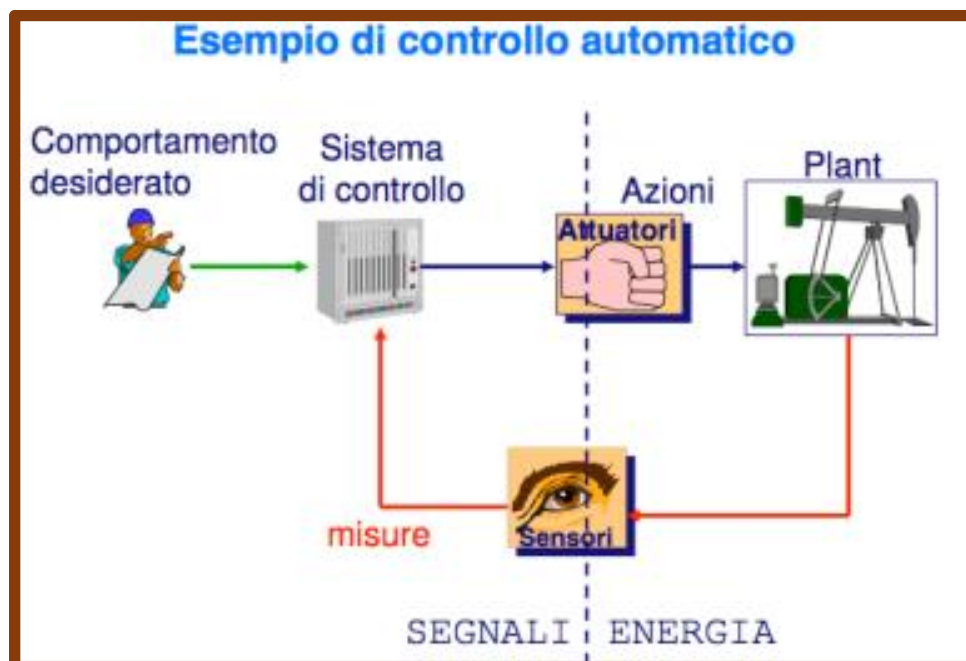 Esempio di controllo automatico
Comportamento
desiderato
Sistema
di controllo
Azioni
Plant
Attuatori
misure
Sensori
SEGNALI
ENERGIA